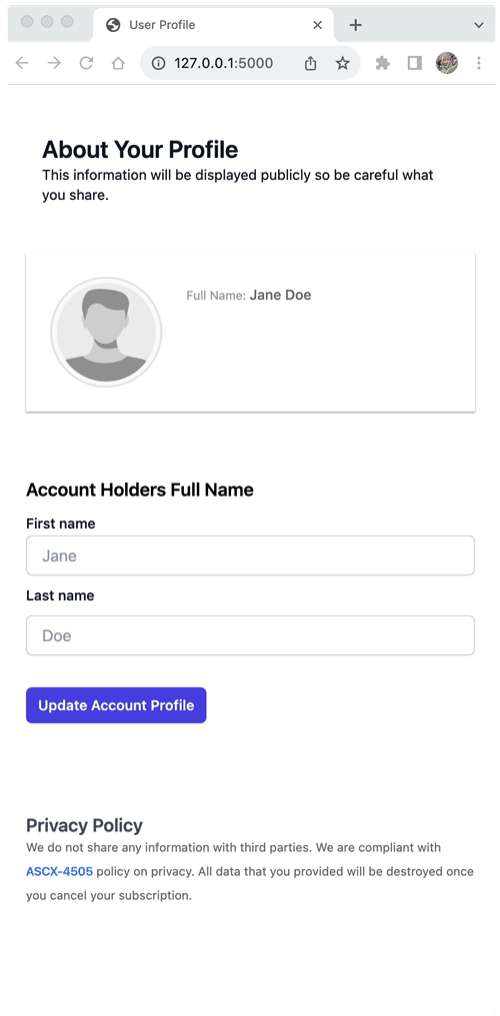 User Profile
127.0.0.1:5000
About Your Profile
This information will be displayed publicly so be careful what
you share.
Full Name: Jane Doe
Account Holders Full Name
First name
Jane
Last name
Doe
Update Account Profile
Privacy Policy
We do not share any information with third parties. We are compliant with
ASCX-4505 policy on privacy. All data that you provided will be destroyed once
you cancel your subscription.